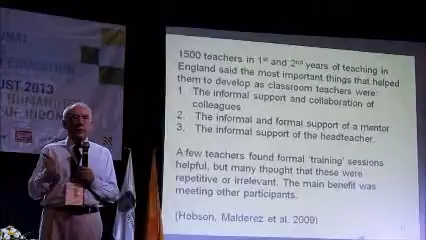 1500 teachers in 1st and 2nd years of teaching in
England said the most important things that helped
them to develop as classroom teachers were:
1 The informal support and collaboration of
colleagues
2. The informal and formal support of a mentor
3. The informal support of the headteacher.
A few teachers found formal 'training' sessions
helpful, but many thought that these were
repetitive or irrelevant. The main benefit was
meeting other participants.
(Hobson, Malderez et al. 2009)
UST 2013
HUMANIT
OF INDON